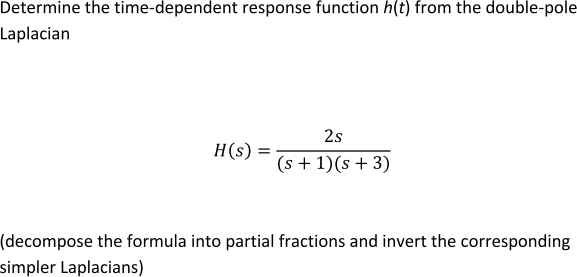 Determine the time-dependent response function h(t) from the double-pole
Laplacian
H(s) = 2s / (s + 1)(s + 3)
(decompose the formula into partial fractions and invert the corresponding
simpler Laplacians)